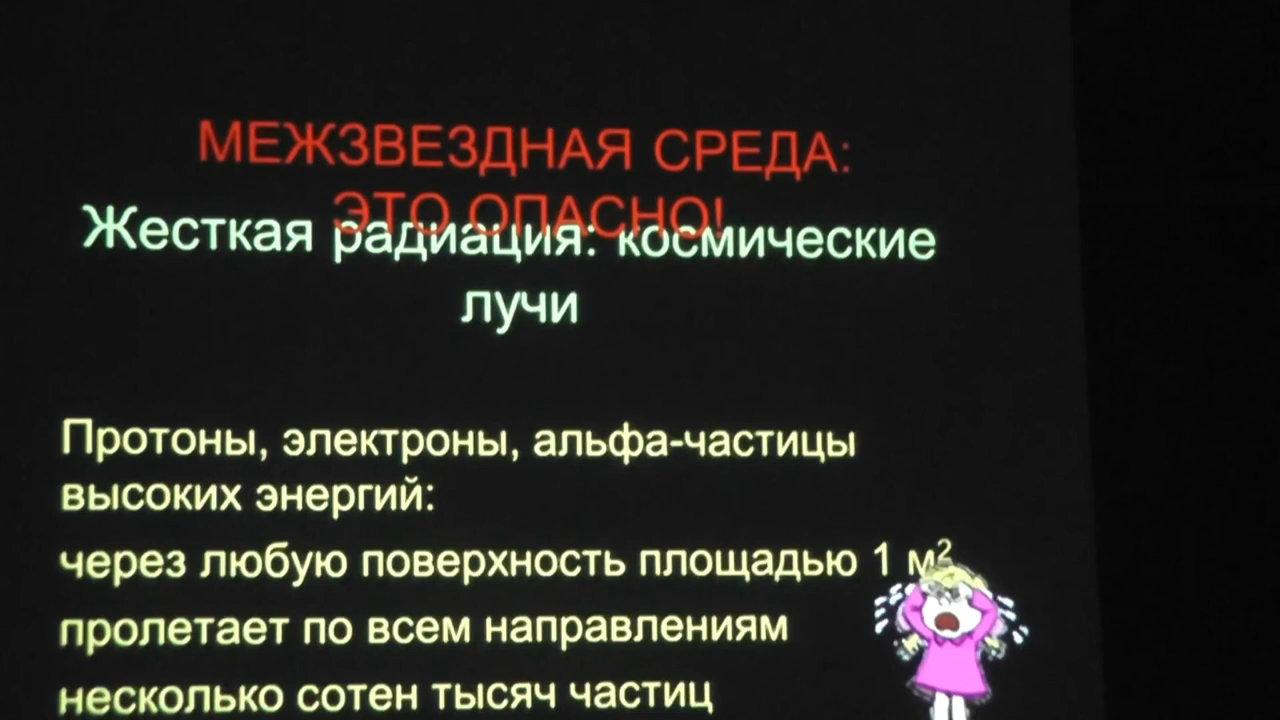 МЕЖЗВЕЗДНАЯ СРЕДА:
ЭТО ОПАСНО!
Жесткая радиация: космические
лучи
Протоны, электроны, альфа-частицы
высоких энергий:
через любую поверхность площадью 1 м²
пролетает по всем направлениям
несколько сотен тысяч частиц